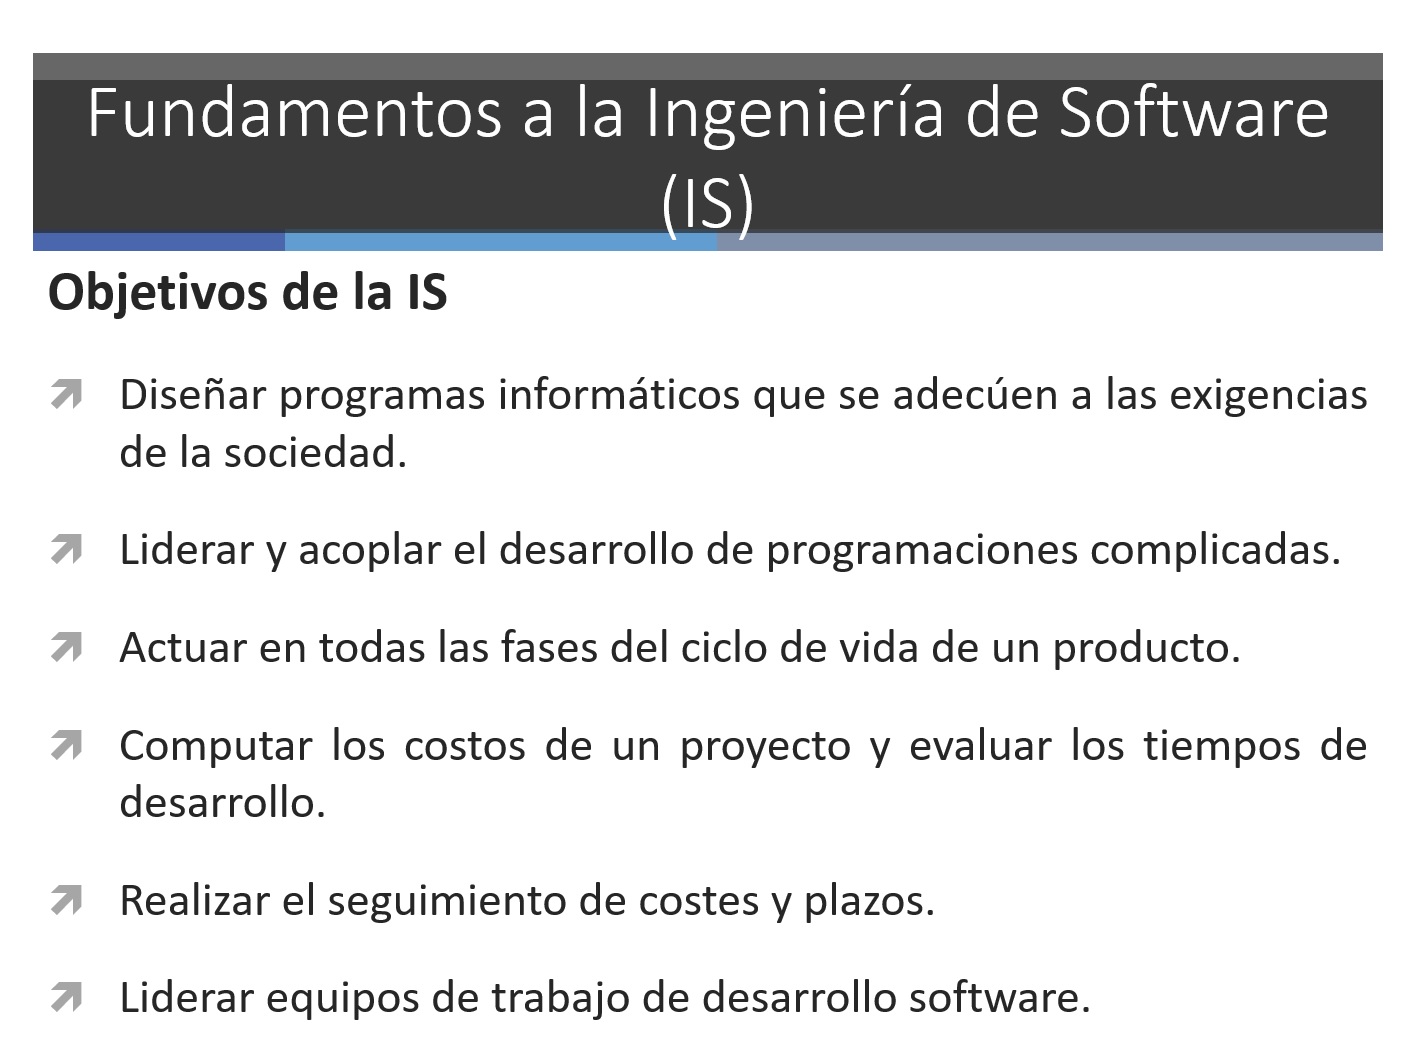 Fundamentos a la Ingeniería de Software
(IS)
Objetivos de la IS
Diseñar programas informáticos que se adecúen a las exigencias
de la sociedad.
Liderar y acoplar el desarrollo de programaciones complicadas.
Actuar en todas las fases del ciclo de vida de un producto.
Computar los costos de un proyecto y evaluar los tiempos de
desarrollo.
Realizar el seguimiento de costes y plazos.
Liderar equipos de trabajo de desarrollo software.